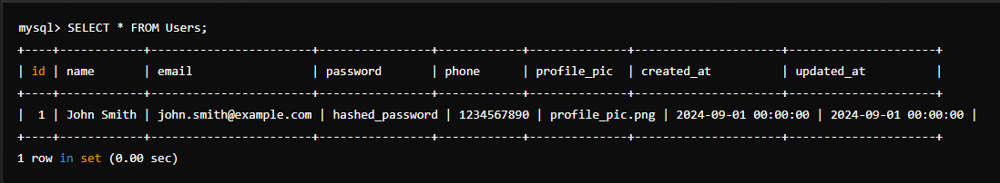 mysql> SELECT * FROM Users;
+----+------------+----------------------+---------------+------------+-------------+---------------------+---------------------+
| id | name       | email                | password      | phone      | profile_pic  | created_at          | updated_at          |
+----+------------+----------------------+---------------+------------+-------------+---------------------+---------------------+
|  1 | John Smith | john.smith@example.com | hashed_password | 1234567890 | profile_pic.png | 2024-09-01 00:00:00 | 2024-09-01 00:00:00 |
+----+------------+----------------------+---------------+------------+-------------+---------------------+---------------------+
1 row in set (0.00 sec)